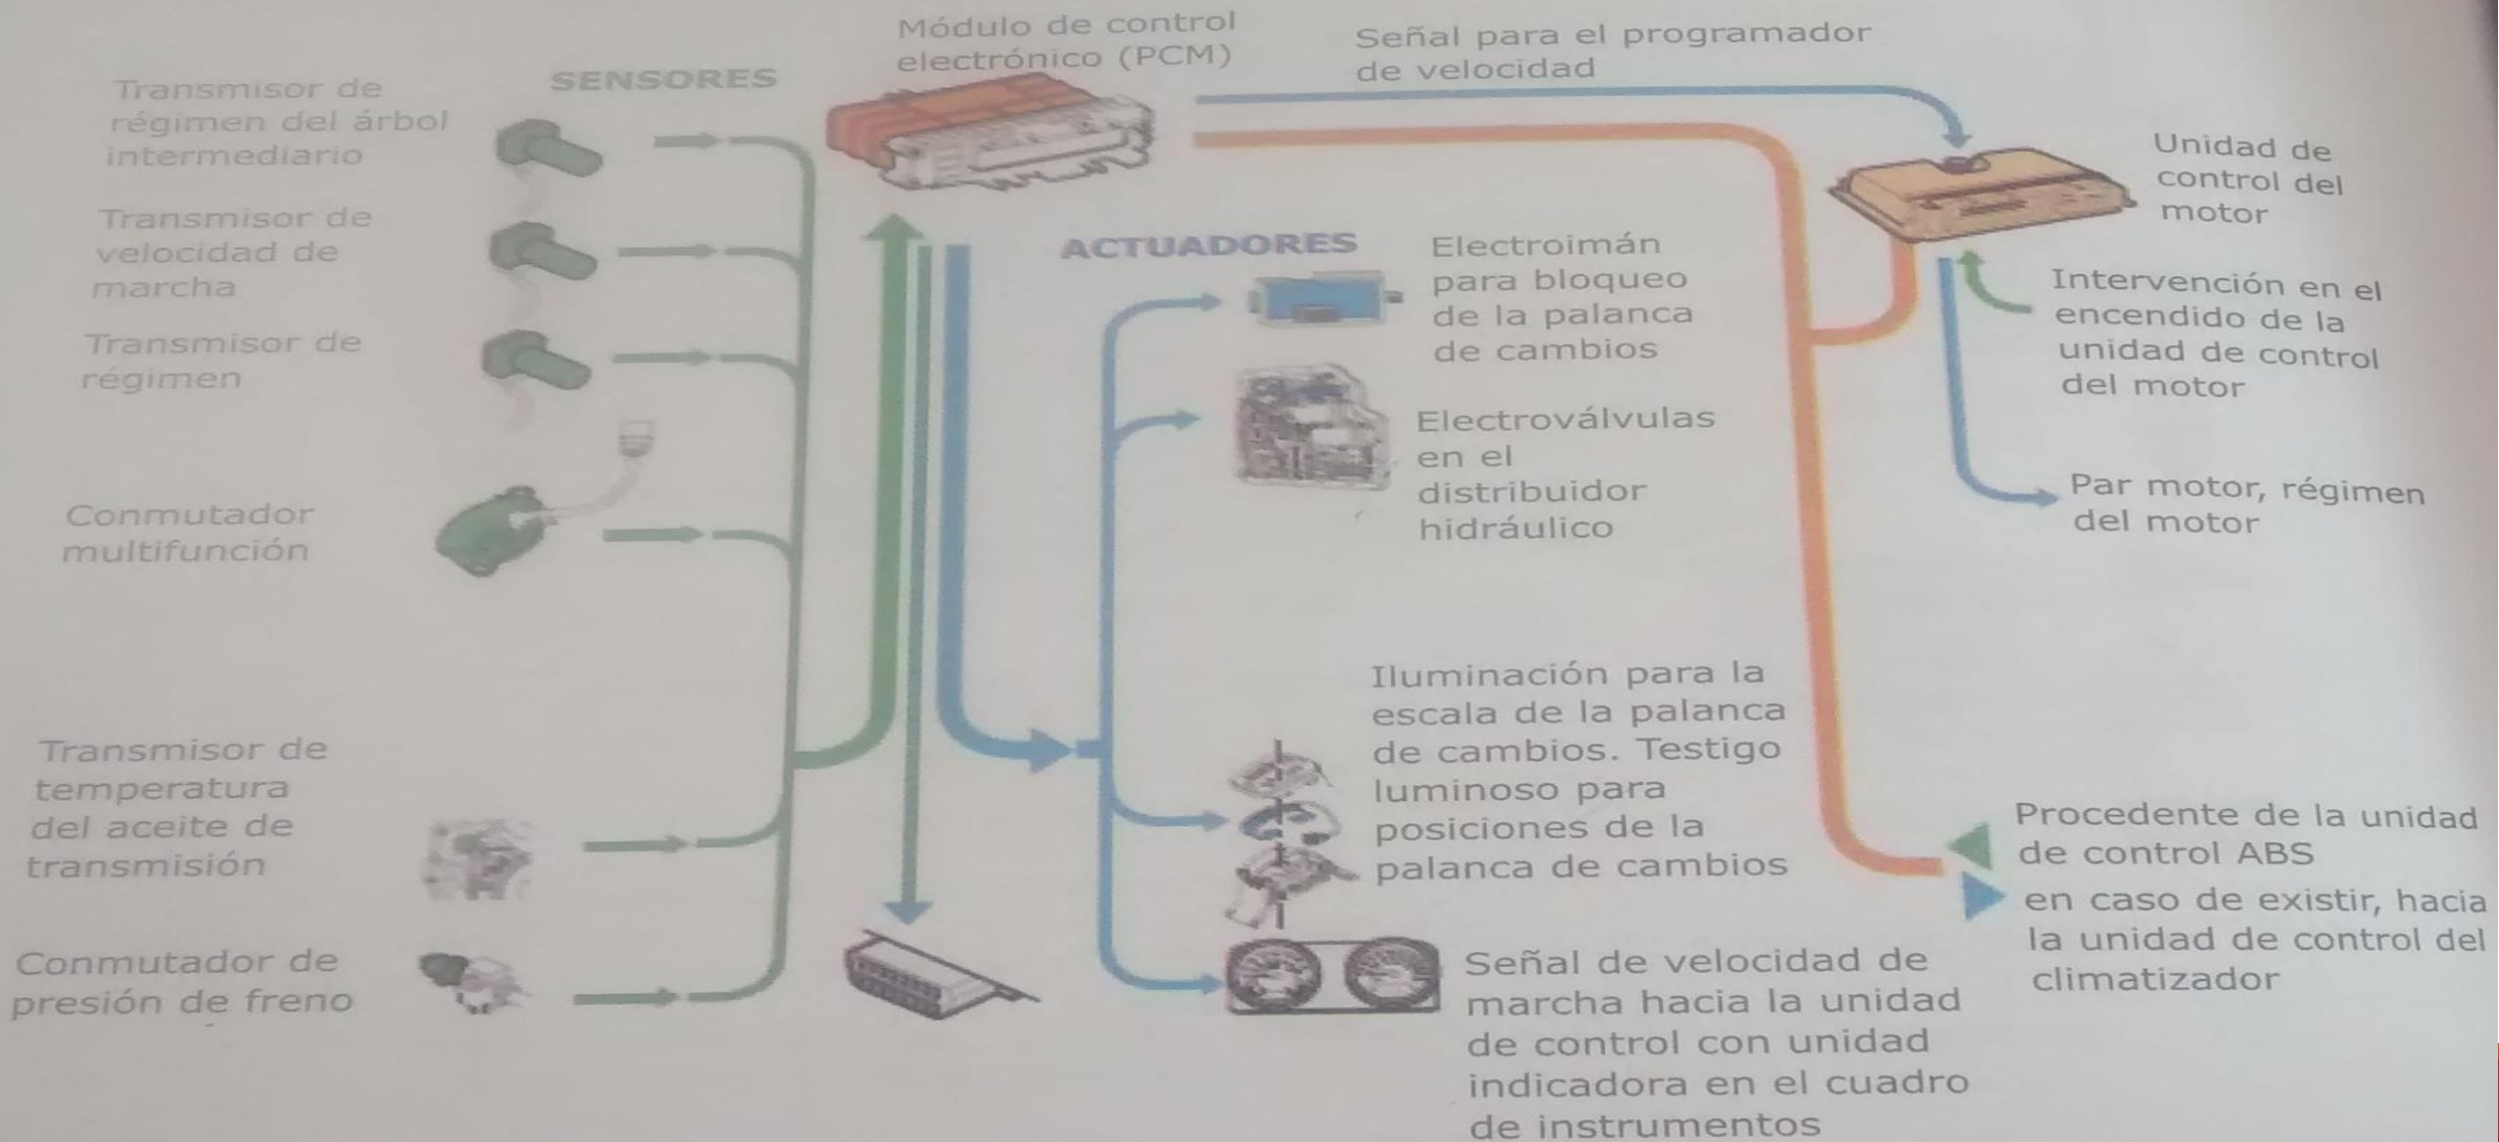 Módulo de control
electrónico (PCM)
Señal para el programador
de velocidad
SENSORES
Transmisor de
régimen del árbol
intermediario
Transmisor de
velocidad de
marcha
Transmisor de
régimen
Conmutador
multifunción
Transmisor de
temperatura
del aceite de
transmisión
Conmutador de
presión de freno
ACTUADORES
Electroimán
para bloqueo
de la palanca
de cambios
Electroválvulas
en el
distribuidor
hidráulico
Iluminación para la
escala de la palanca
de cambios. Testigo
luminoso para
posiciones de la
palanca de cambios
Señal de velocidad de
marcha hacia la unidad
de control con unidad
indicadora en el cuadro
de instrumentos
Unidad de
control del
motor
Intervención en el
encendido de la
unidad de control
del motor
Par motor, régimen
del motor
Procedente de la unidad
de control ABS
en caso de existir, hacia
la unidad de control del
climatizador